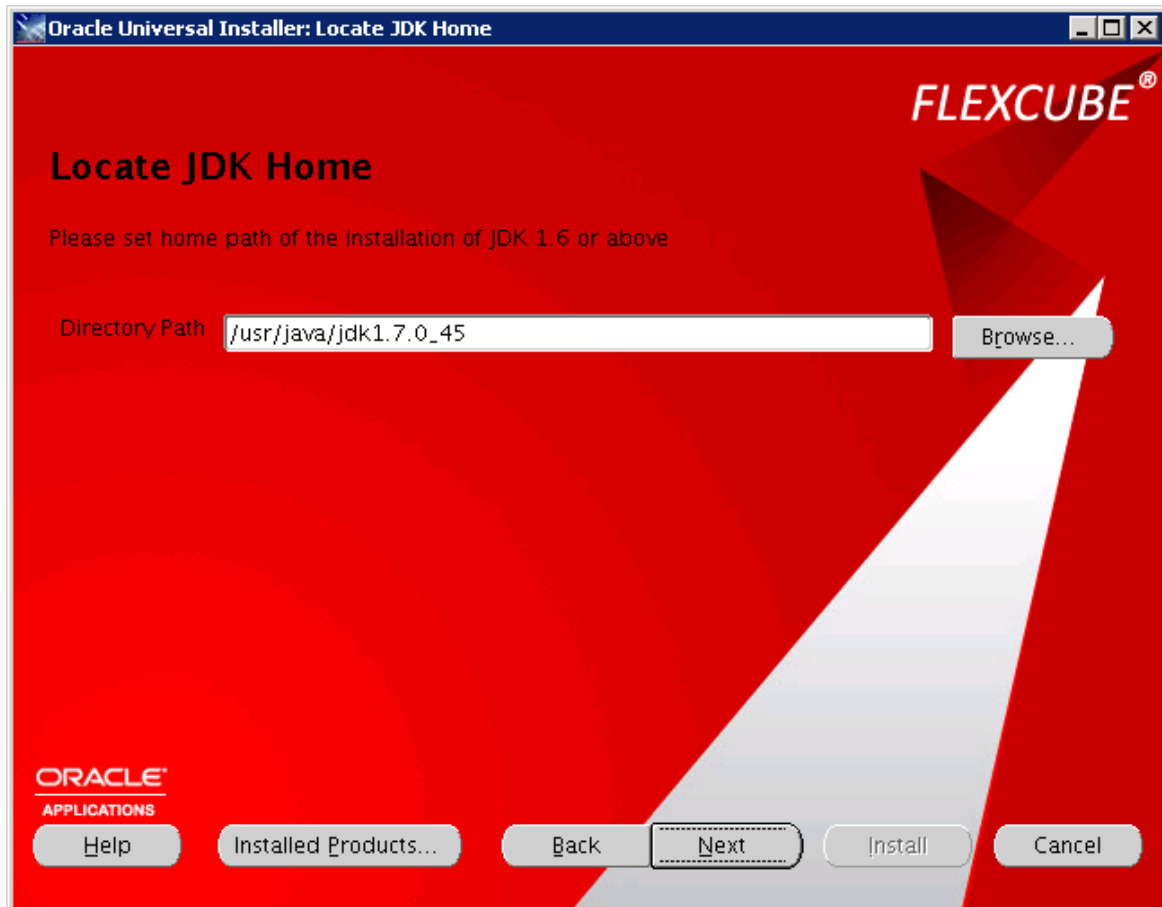 Oracle Universal Installer: Locate JDK Home
FLEXCUBE®
Locate JDK Home
Please set home path of the installation of JDK 1.6 or above
Directory Path /usr/java/jdk1.7.0_45 Browse...
ORACLE®
APPLICATIONS
Help Installed Products... Back Next Install Cancel